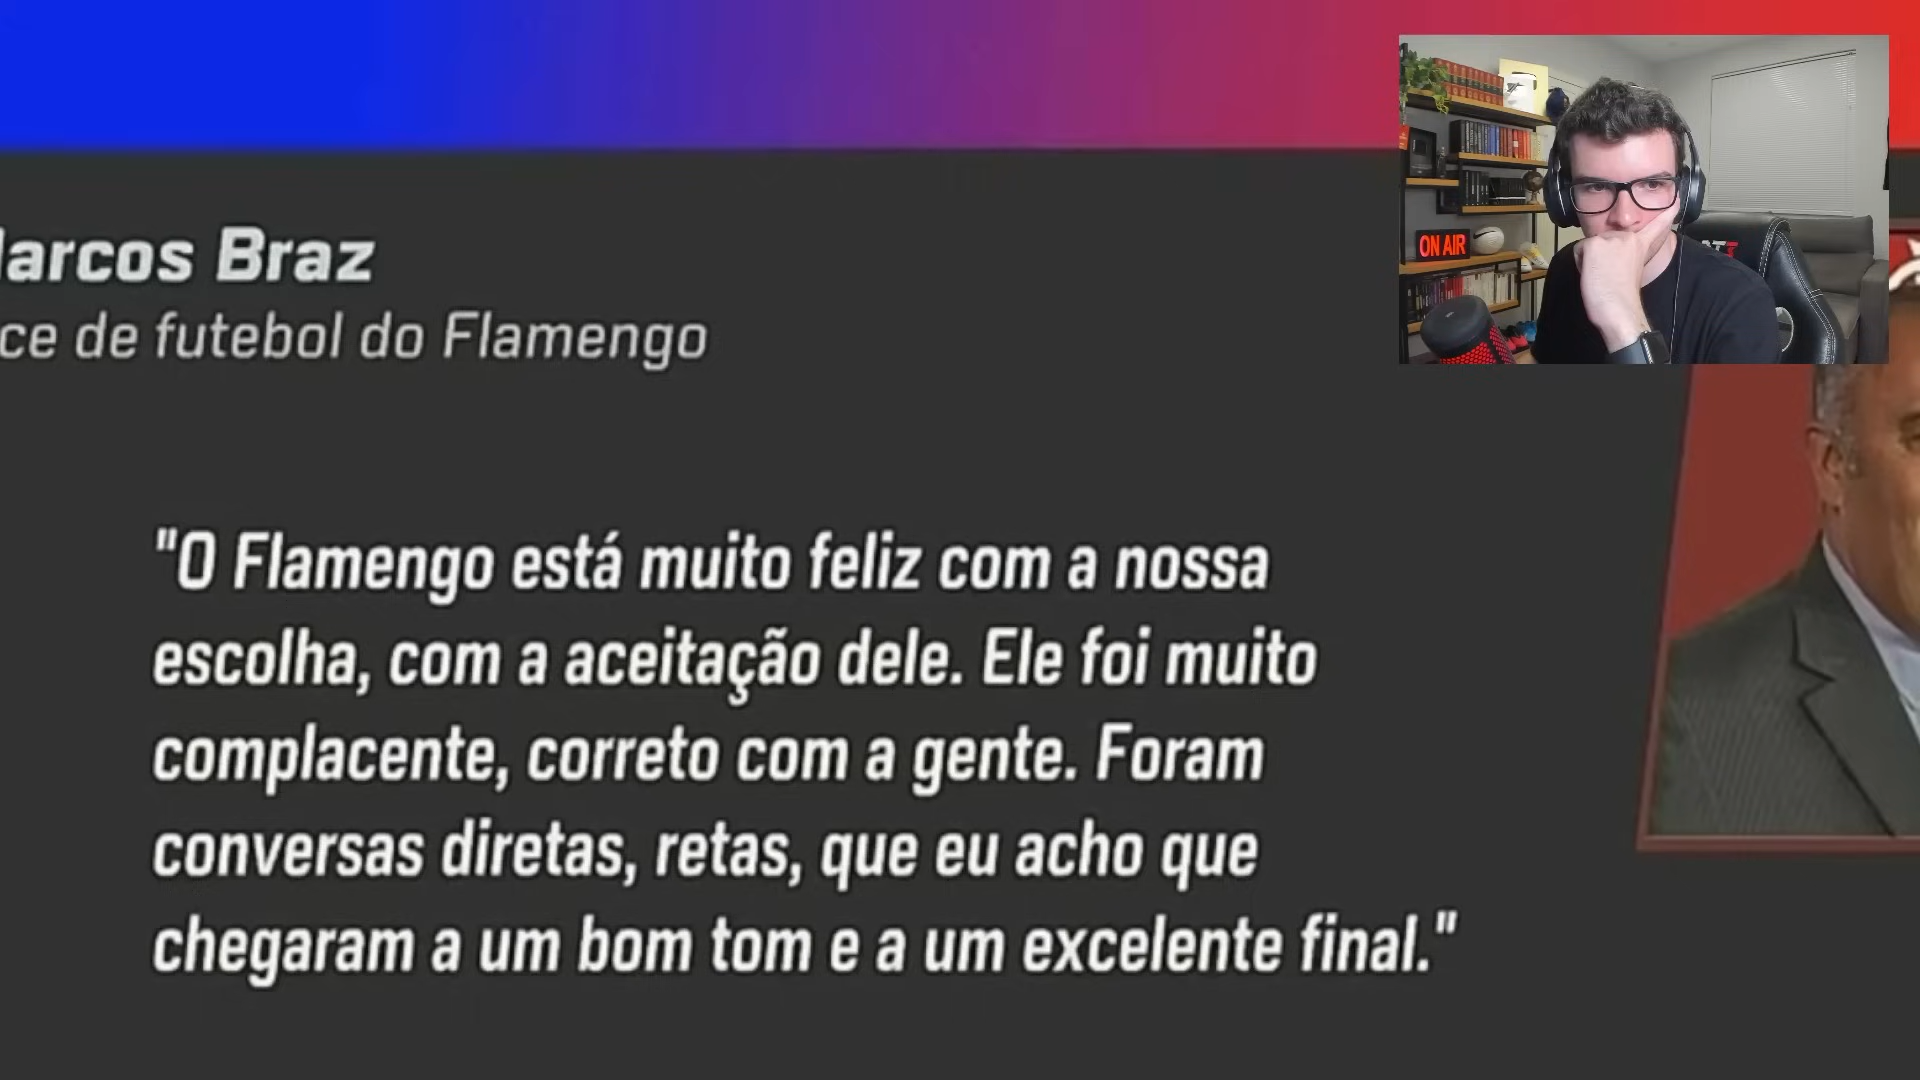 Marcos Braz
ce de futebol do Flamengo
ON AIR
"O Flamengo está muito feliz com a nossa
escolha, com a aceitação dele. Ele foi muito
complacente, correto com a gente. Foram
conversas diretas, retas, que eu acho que
chegaram a um bom tom e a um excelente final."